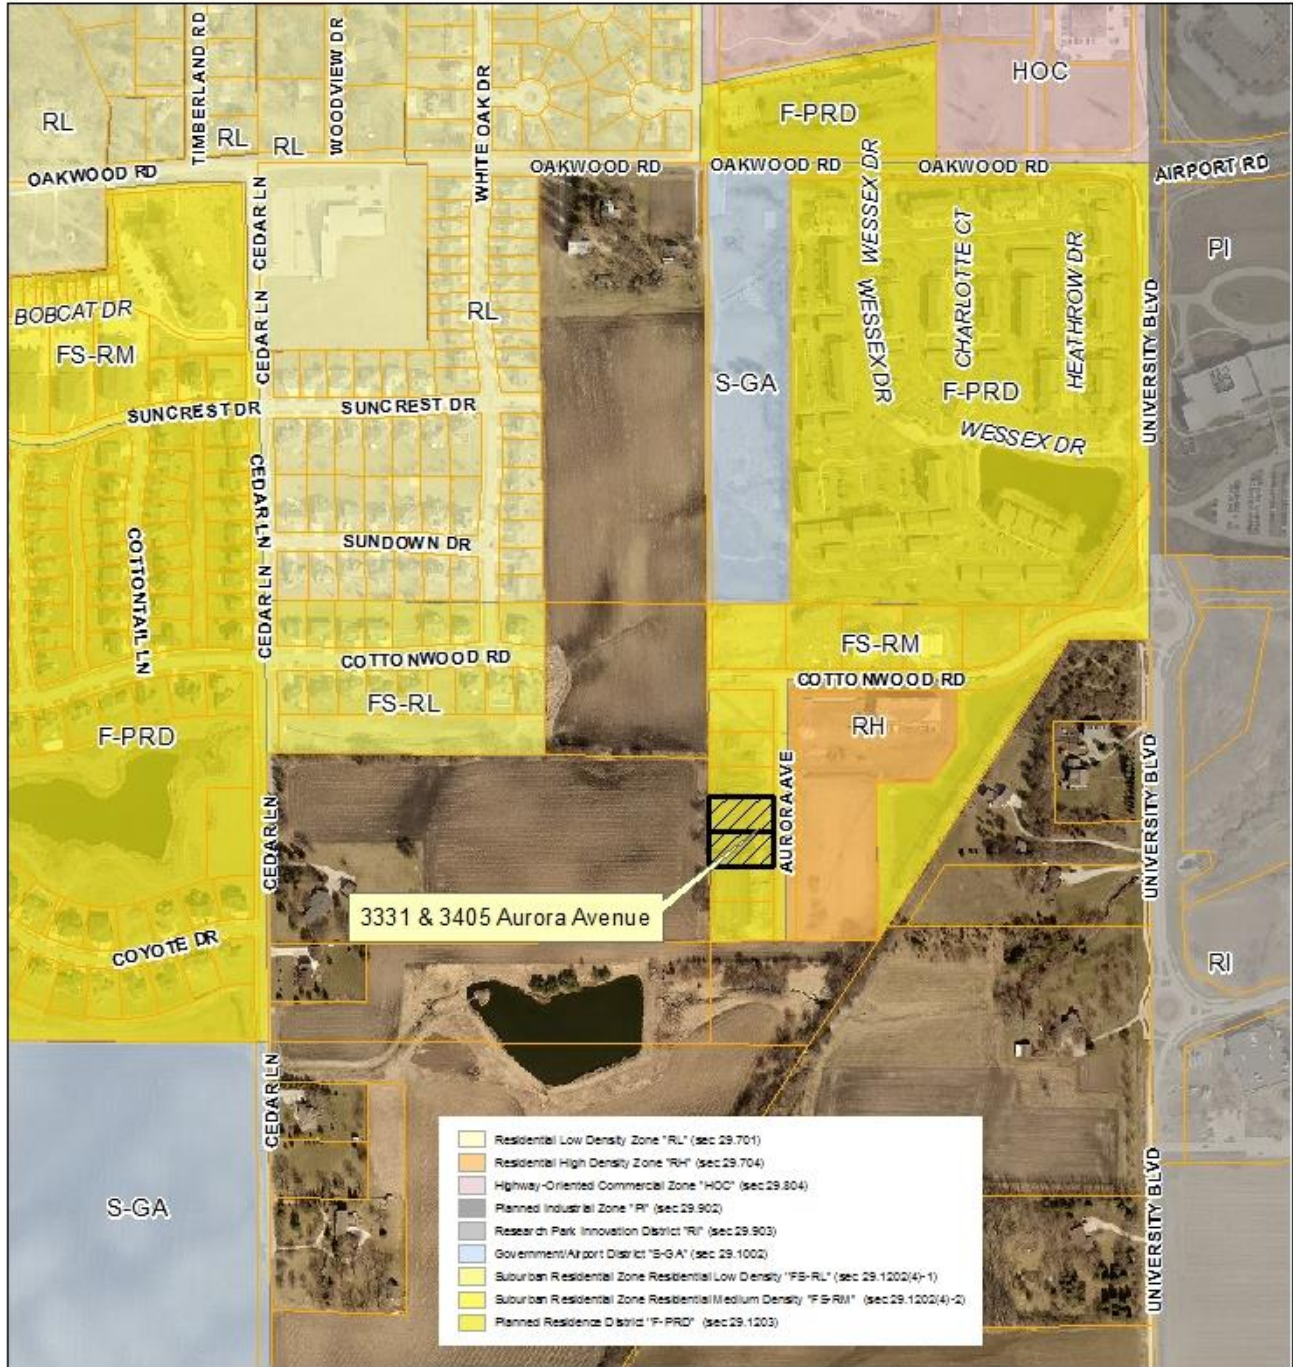 TIMBERLAND RD
WOODVIEW DR
WHITE OAK DR
HOC
RL
RL
RL
F-PRD
OAKWOOD RD
OAKWOOD RD
OAKWOOD RD
OAKWOOD RD
AIRPORT RD
CEDAR LN
WESSEX DR
CHARLOTTE CT
HEATHROW DR
PI
BOBCAT DR
CEDAR LN
RL
WESSEX DR
UNIVERSITY BLVD
FS-RM
S-GA
F-PRD
SUNCREST DR
SUNCREST DR
WESSEX DR
CEDAR LN
SUNDOWN DR
COTTONTAIL LN
CEDAR LN
COTTONWOOD RD
FS-RM
COTTONWOOD RD
FS-RL
RH
F-PRD
AURORA AVE
UNIVERSITY BLVD
CEDAR LN
3331 & 3405 Aurora Avenue
COYOTE DR
RI
CEDAR LN
S-GA
UNIVERSITY BLVD
Residential Low Density Zone "RL" (sec 29.701)
Residential High Density Zone "RH" (sec 29.704)
Highway-Oriented Commercial Zone "HOC" (sec 29.804)
Planned Industrial Zone "PI" (sec 29.902)
Research Park Innovation District "RI" (sec 29.903)
Government/Airport District "S-GA" (sec 29.1002)
Suburban Residential Zone Residential Low Density "FS-RL" (sec 29.1202(4)-1)
Suburban Residential Zone Residential Medium Density "FS-RM" (sec 29.1202(4)-2)
Planned Residence District "F-PRD" (sec 29.1203)